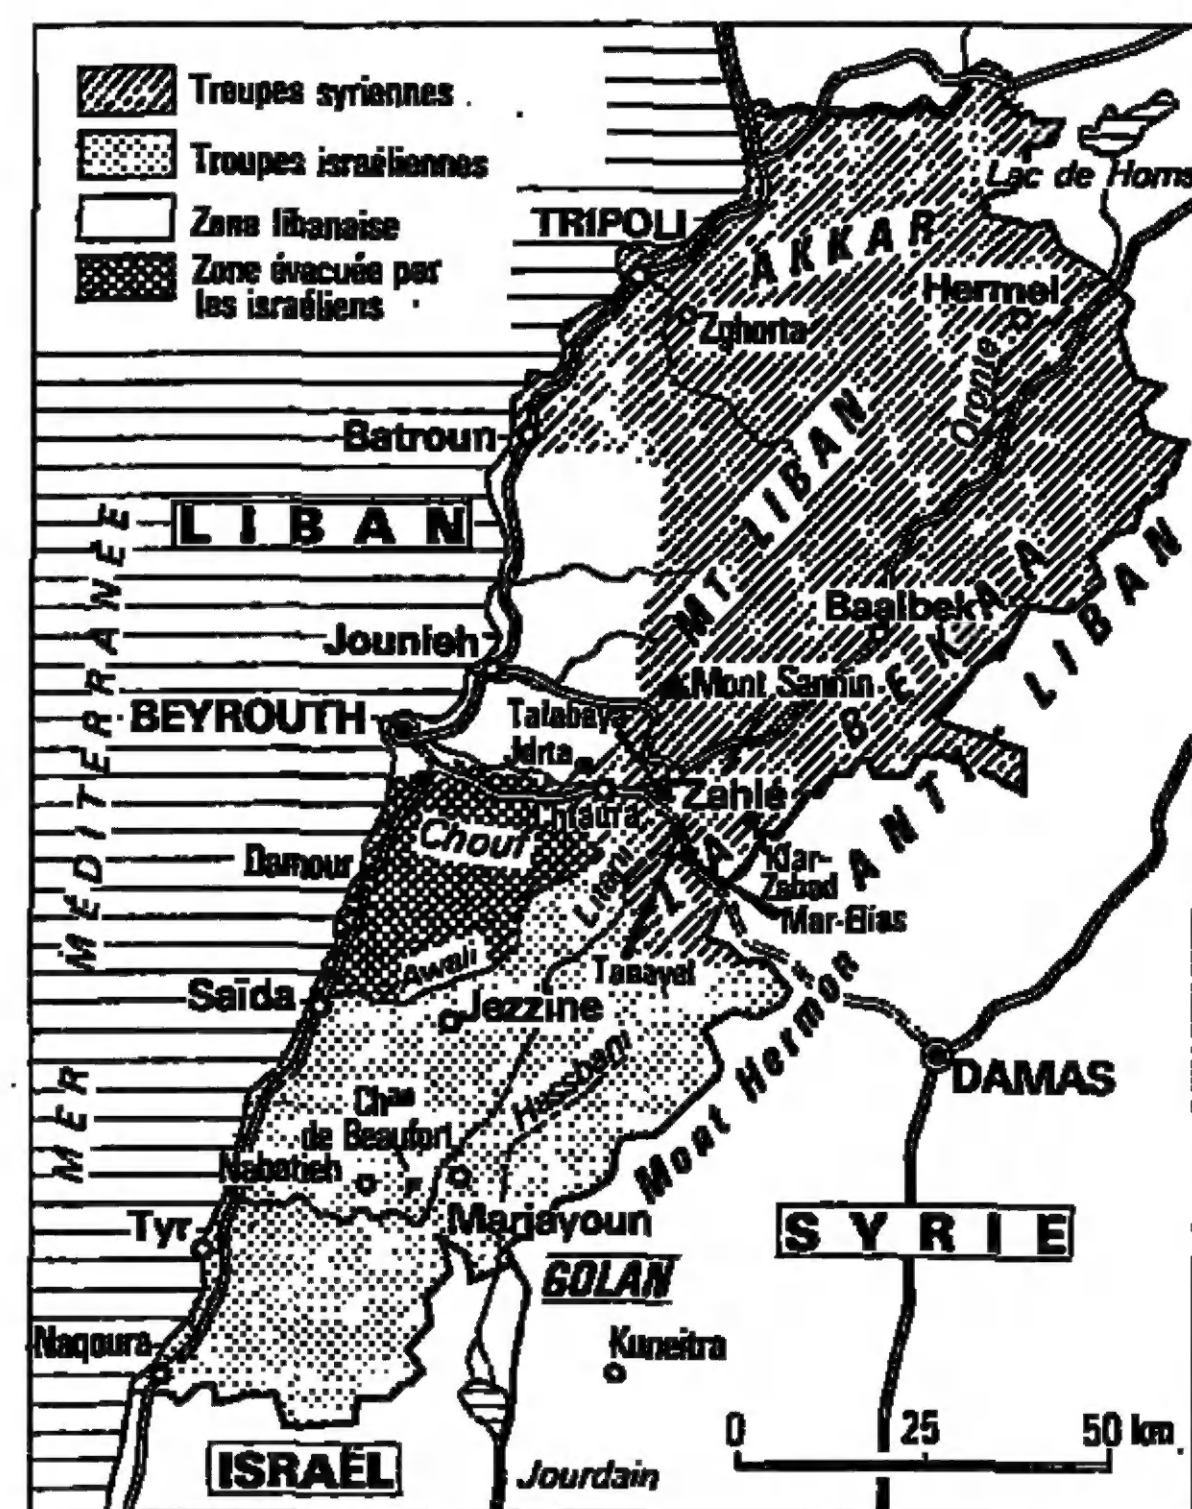 Troupes syriennes
Troupes israéliennes
Zone libanaise
Zone évacuée par
les israéliens
Lac de Homs
TRIPOLI
AKKAR
Hermel
Zghorta
Oronte
Batroun
MT LIBAN
LIBAN
MER MÉDITERRANÉE
Baalbek
Jounieh
Mont Sannin
BEYROUTH
Talabaya
Jdita
Zahlé
Chtaura
LA BEKAA
ANTI LIBAN
Chouf
Damour
Litani
Kfar-
Zabad
Mar-Elias
Awali
Tanayel
Saïda
Jezzine
Mont Hermon
Hassbani
DAMAS
Chau
de Beaufort
Nabatieh
Marjayoun
Tyr
SYRIE
GOLAN
Kuneitra
Naqoura
0 25 50 km
ISRAËL
Jourdain